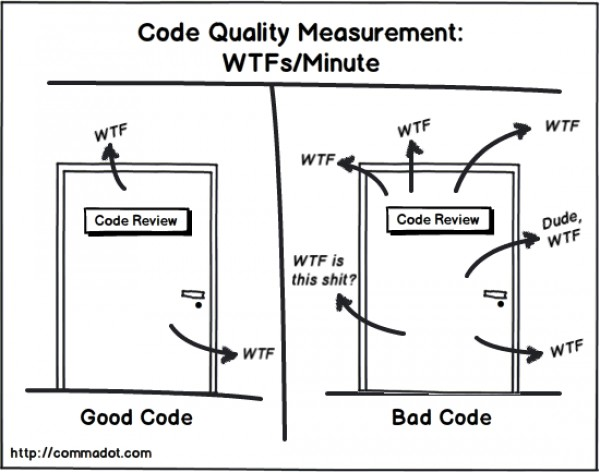 Code Quality Measurement:
WTFs/Minute
WTF
Code Review
WTF
Good Code
WTF
WTF
WTF
Code Review
Dude,
WTF
WTF is
this shit?
WTF
Bad Code
http://commadot.com